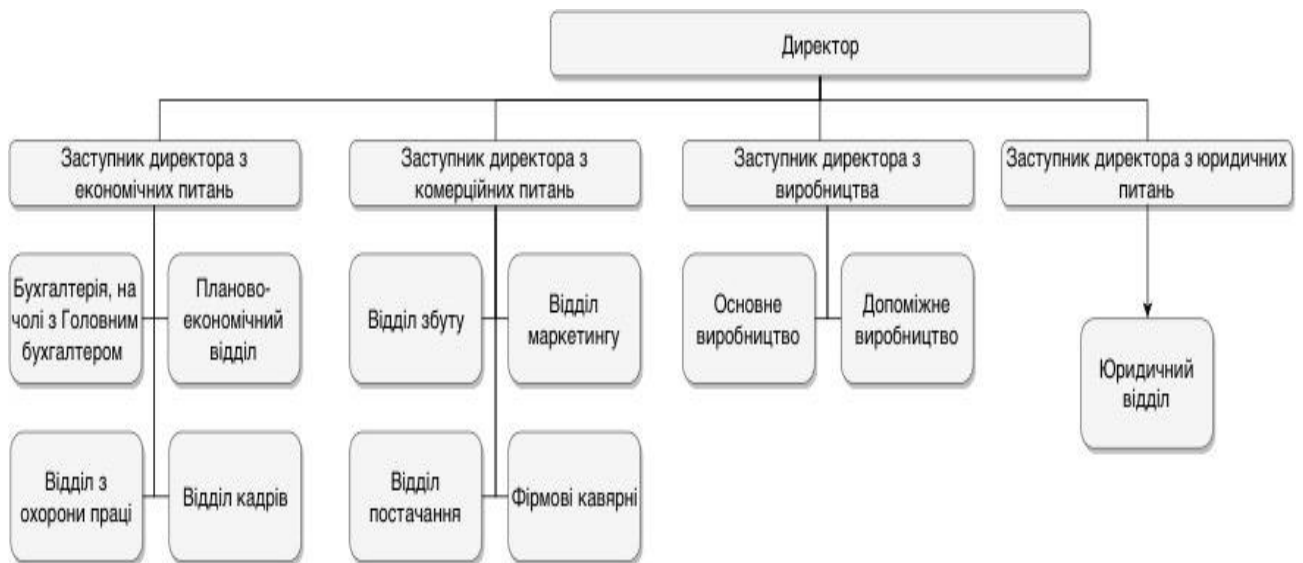 Директор
Заступник директора з
економічних питань
Заступник директора з
комерційних питань
Заступник директора з
виробництва
Заступник директора з юридичних
питань
Бухгалтерія, на
чолі з Головним
бухгалтером
Планово-
економічний
відділ
Відділ збуту
Відділ
маркетингу
Основне
виробництво
Допоміжне
виробництво
Юридичний
відділ
Відділ з
охорони праці
Відділ кадрів
Відділ
постачання
Фірмові кавярні